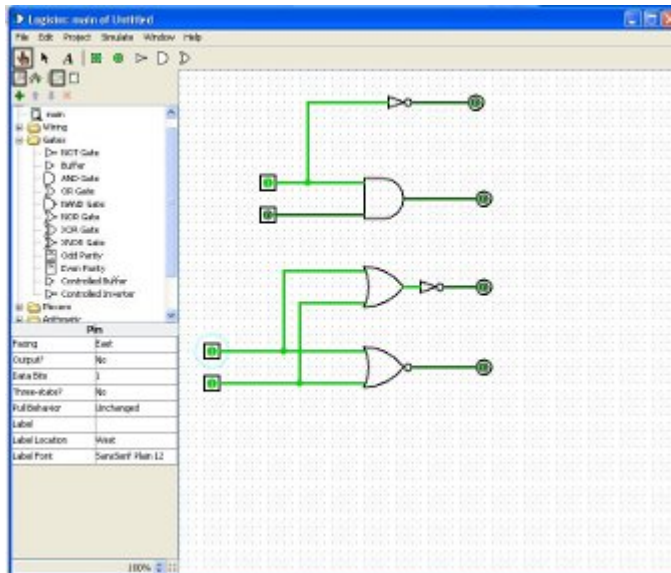 Logisim: main of Untitled
File Edit Project Simulate Window Help
A
main
Wiring
Gates
NOT Gate
Buffer
AND Gate
OR Gate
NAND Gate
NOR Gate
XOR Gate
XNOR Gate
Odd Parity
Even Parity
Controlled Buffer
Controlled Inverter
Plexers
Arithmetic
Pin
Facing East
Output? No
Data Bits 1
Three-state? No
Pull Behavior Unchanged
Label
Label Location West
Label Font SansSerif Plain 12
100%